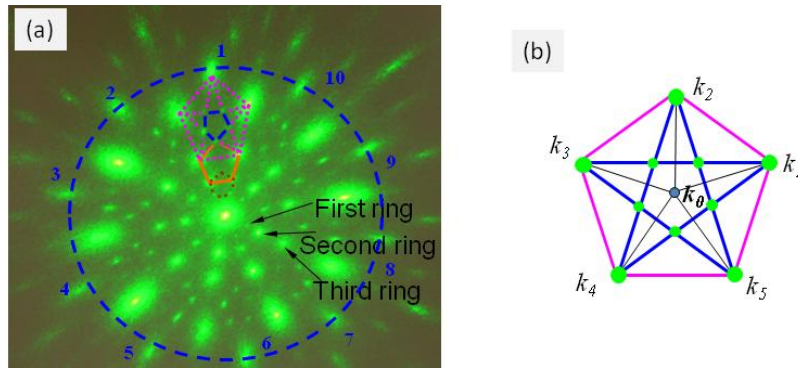 (a)
1
2
10
3
9
First ring
Second ring
Third ring
8
4
7
5
6
(b)
k2
k3
k1
k0
k4
k5